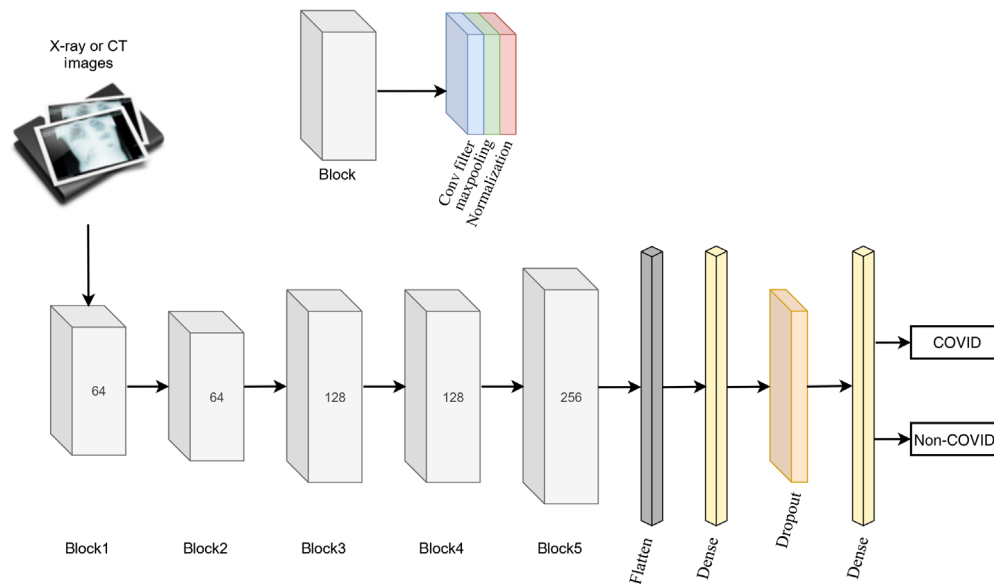 X-ray or CT
images
Block
Conv filter
maxpooling
Normalization
64
64
128
128
256
COVID
Non-COVID
Block1
Block2
Block3
Block4
Block5
Flatten
Dense
Dropout
Dense